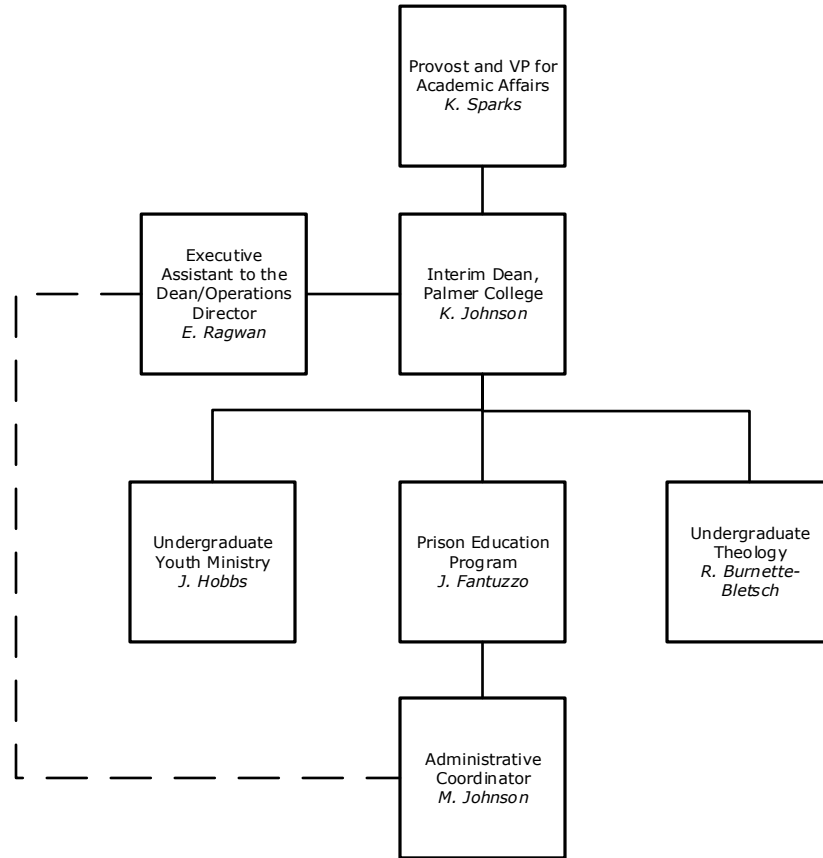 Provost and VP for
Academic Affairs
K. Sparks
Executive
Assistant to the
Dean/Operations
Director
E. Ragwan
Interim Dean,
Palmer College
K. Johnson
Undergraduate
Youth Ministry
J. Hobbs
Prison Education
Program
J. Fantuzzo
Undergraduate
Theology
R. Burnette-
Bletsch
Administrative
Coordinator
M. Johnson